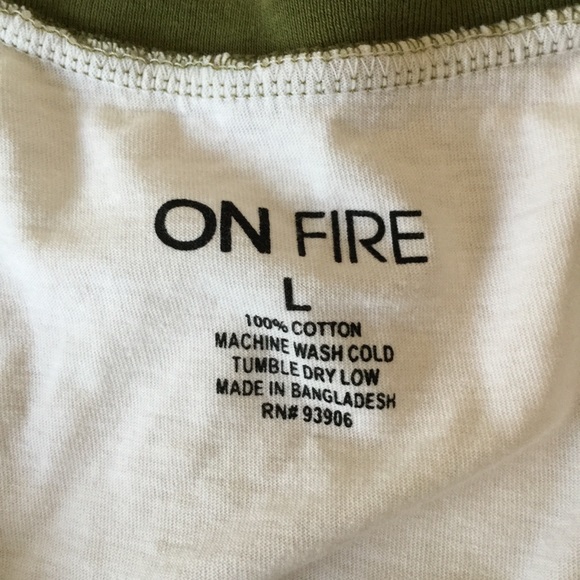 ON FIRE
L
100% COTTON
MACHINE WASH COLD
TUMBLE DRY LOW
MADE IN BANGLADESH
RN# 93906